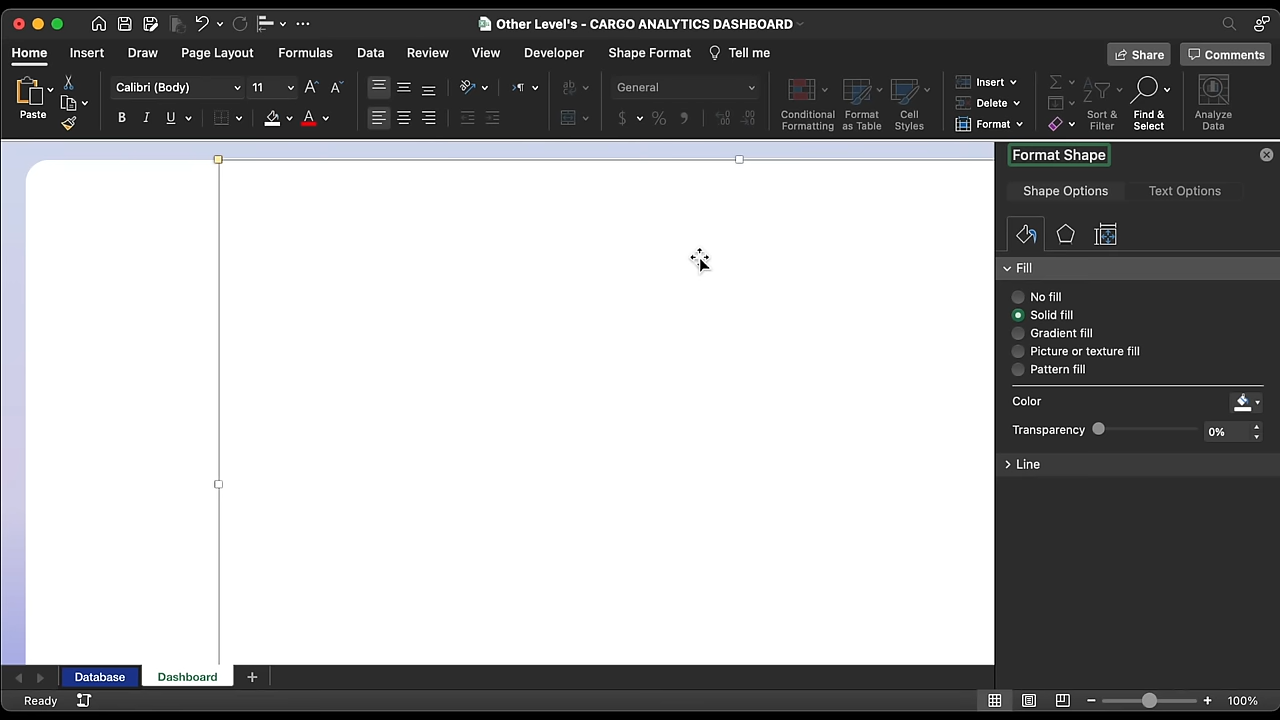 Other Level's - CARGO ANALYTICS DASHBOARD
Home Insert Draw Page Layout Formulas Data Review View Developer Shape Format Tell me Share Comments
Paste
Calibri (Body) 11
B I U A
General
$ %
Conditional Formatting
Format as Table
Cell Styles
Insert
Delete
Format
Sort & Filter
Find & Select
Analyze Data
Format Shape
Shape Options Text Options
Fill
No fill
Solid fill
Gradient fill
Picture or texture fill
Pattern fill
Color
Transparency 0%
Line
Database Dashboard
Ready 100%